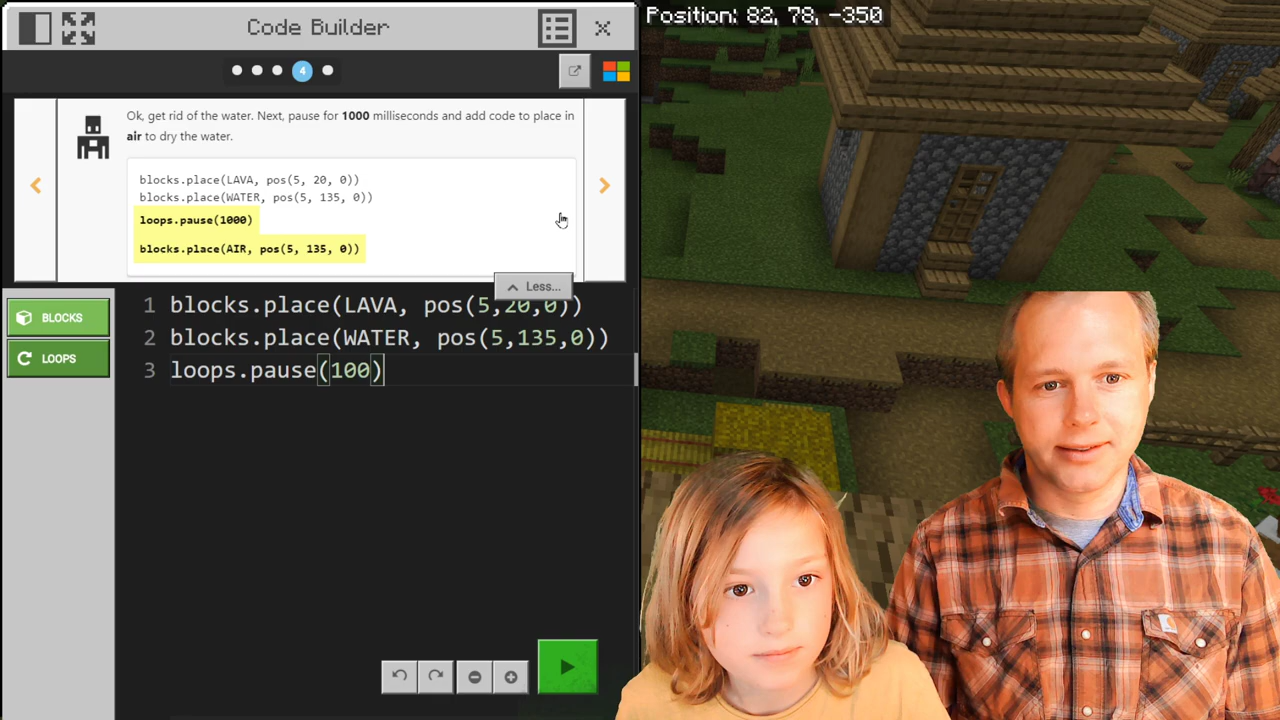 Code Builder
Position: 82, 78, -350
4
Ok, get rid of the water. Next, pause for 1000 milliseconds and add code to place in
air to dry the water.
blocks.place(LAVA, pos(5, 20, 0))
blocks.place(WATER, pos(5, 135, 0))
loops.pause(1000)
blocks.place(AIR, pos(5, 135, 0))
Less...
BLOCKS
LOOPS
1 blocks.place(LAVA, pos(5,20,0))
2 blocks.place(WATER, pos(5,135,0))
3 loops.pause(100)